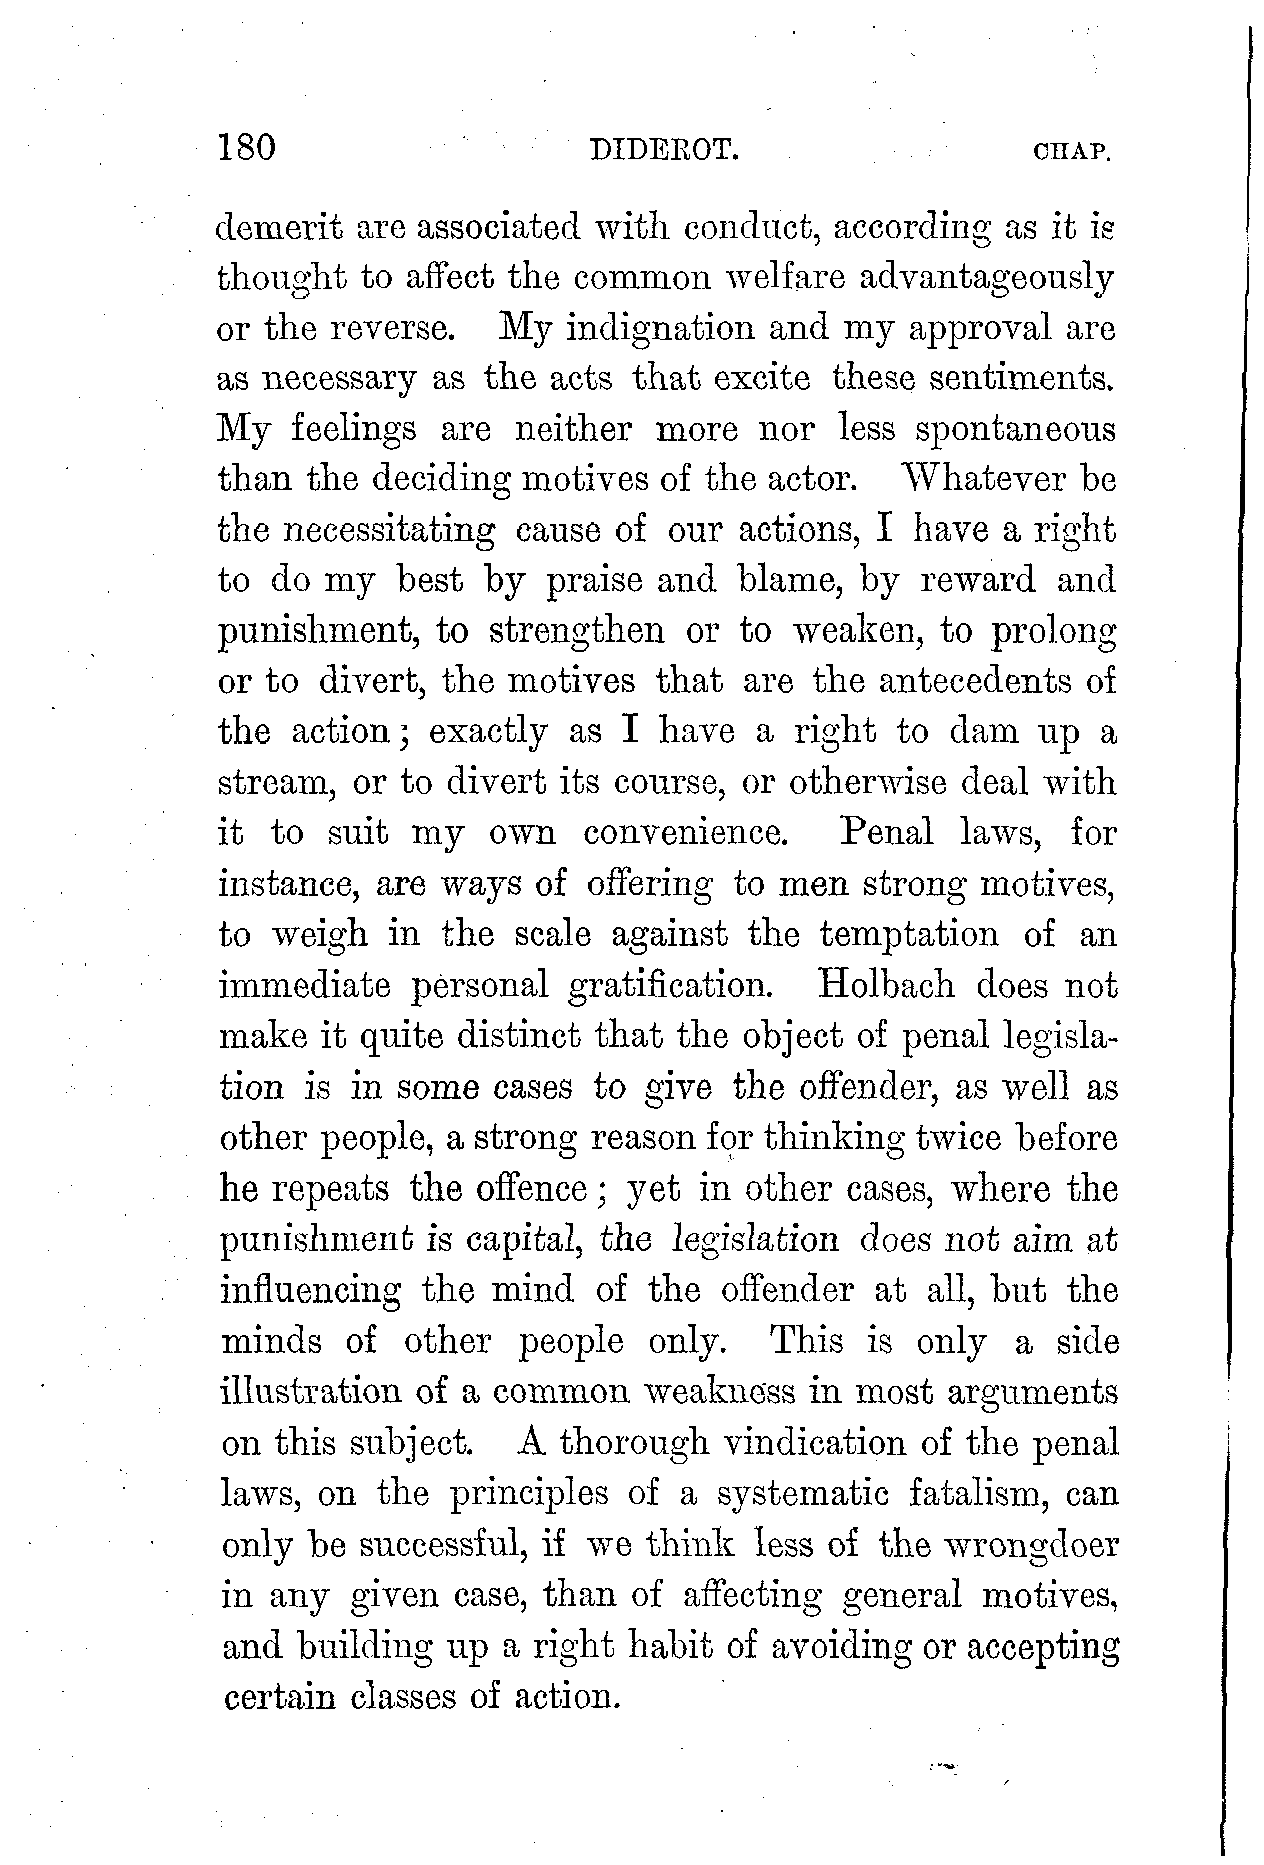 180 DIDEROT. CHAP.
demerit are associated with conduct, according as it is
thought to affect the common welfare advantageously
or the reverse. My indignation and my approval are
as necessary as the acts that excite these sentiments.
My feelings are neither more nor less spontaneous
than the deciding motives of the actor. Whatever be
the necessitating cause of our actions, I have a right
to do my best by praise and blame, by reward and
punishment, to strengthen or to weaken, to prolong
or to divert, the motives that are the antecedents of
the action; exactly as I have a right to dam up a
stream, or to divert its course, or otherwise deal with
it to suit my own convenience. Penal laws, for
instance, are ways of offering to men strong motives,
to weigh in the scale against the temptation of an
immediate personal gratification. Holbach does not
make it quite distinct that the object of penal legisla-
tion is in some cases to give the offender, as well as
other people, a strong reason for thinking twice before
he repeats the offence; yet in other cases, where the
punishment is capital, the legislation does not aim at
influencing the mind of the offender at all, but the
minds of other people only. This is only a side
illustration of a common weakness in most arguments
on this subject. A thorough vindication of the penal
laws, on the principles of a systematic fatalism, can
only be successful, if we think less of the wrongdoer
in any given case, than of affecting general motives,
and building up a right habit of avoiding or accepting
certain classes of action.